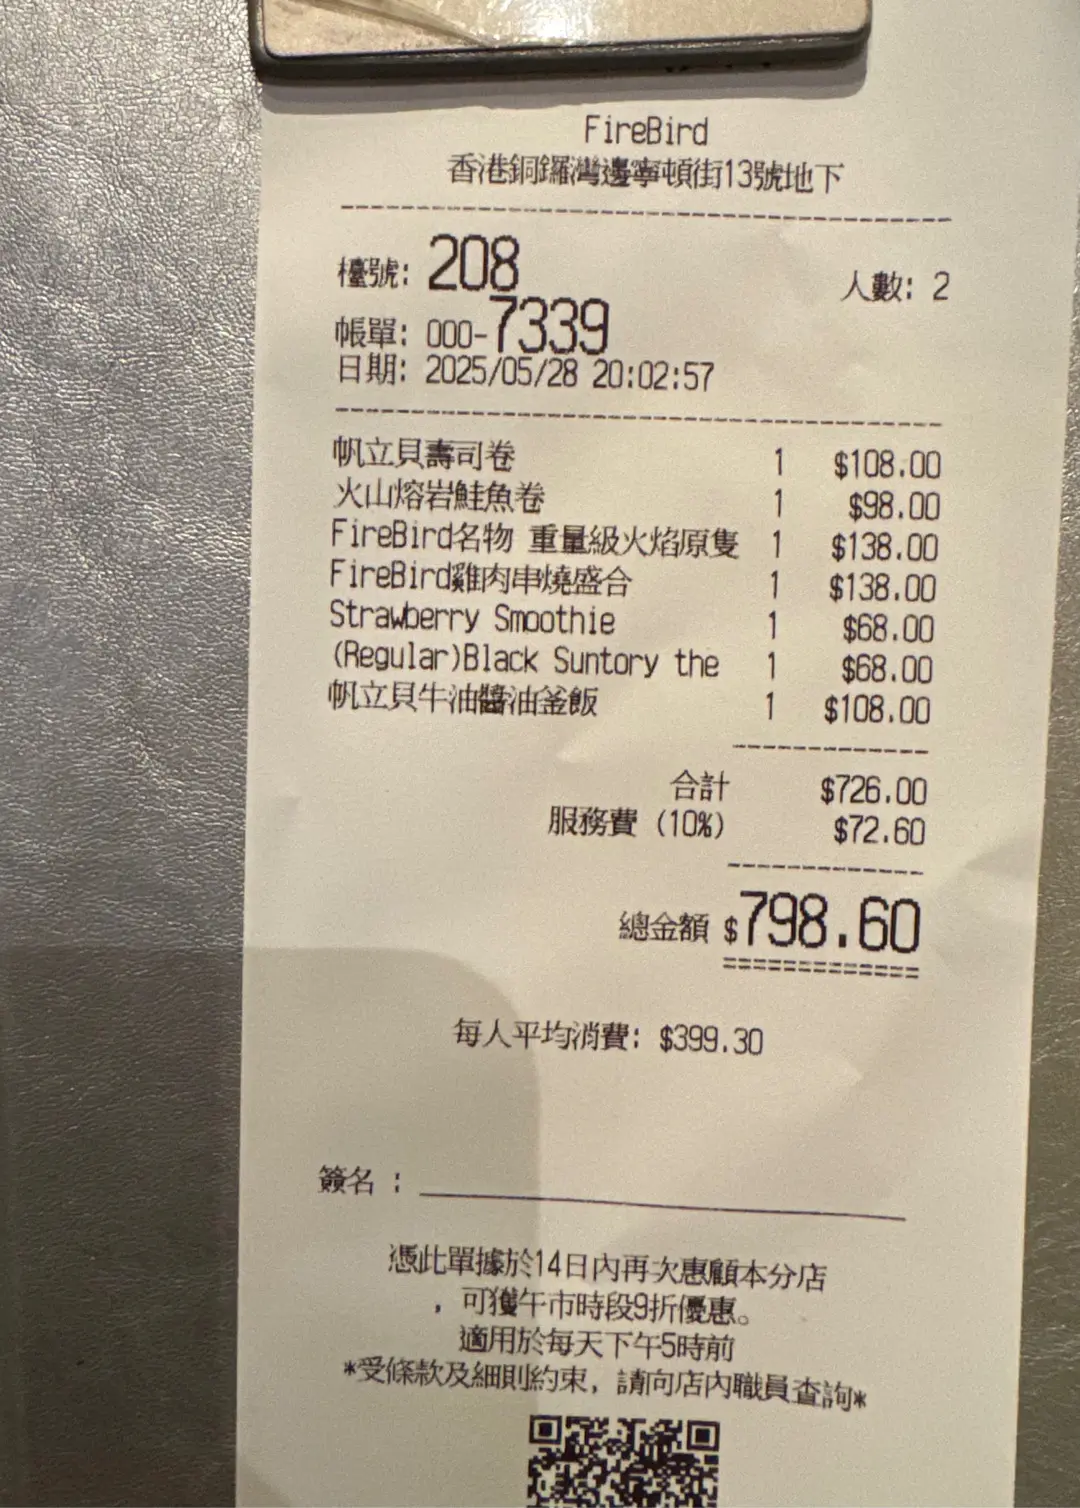 FireBird
香港銅鑼灣邊寧頓街13號地下
檯號: 208 人數: 2
帳單: 000-7339
日期: 2025/05/28 20:02:57
帆立貝壽司卷 1 $108.00
火山熔岩鮭魚卷 1 $98.00
FireBird名物 重量級火焰原隻 1 $138.00
FireBird雞肉串燒盛合 1 $138.00
Strawberry Smoothie 1 $68.00
(Regular)Black Suntory the 1 $68.00
帆立貝牛油醬油釜飯 1 $108.00
合計 $726.00
服務費 (10%) $72.60
總金額 $798.60
每人平均消費: $399.30
簽名 :
憑此單據於14日內再次惠顧本分店
，可獲午市時段9折優惠。
適用於每天下午5時前
*受條款及細則約束, 請向店內職員查詢*